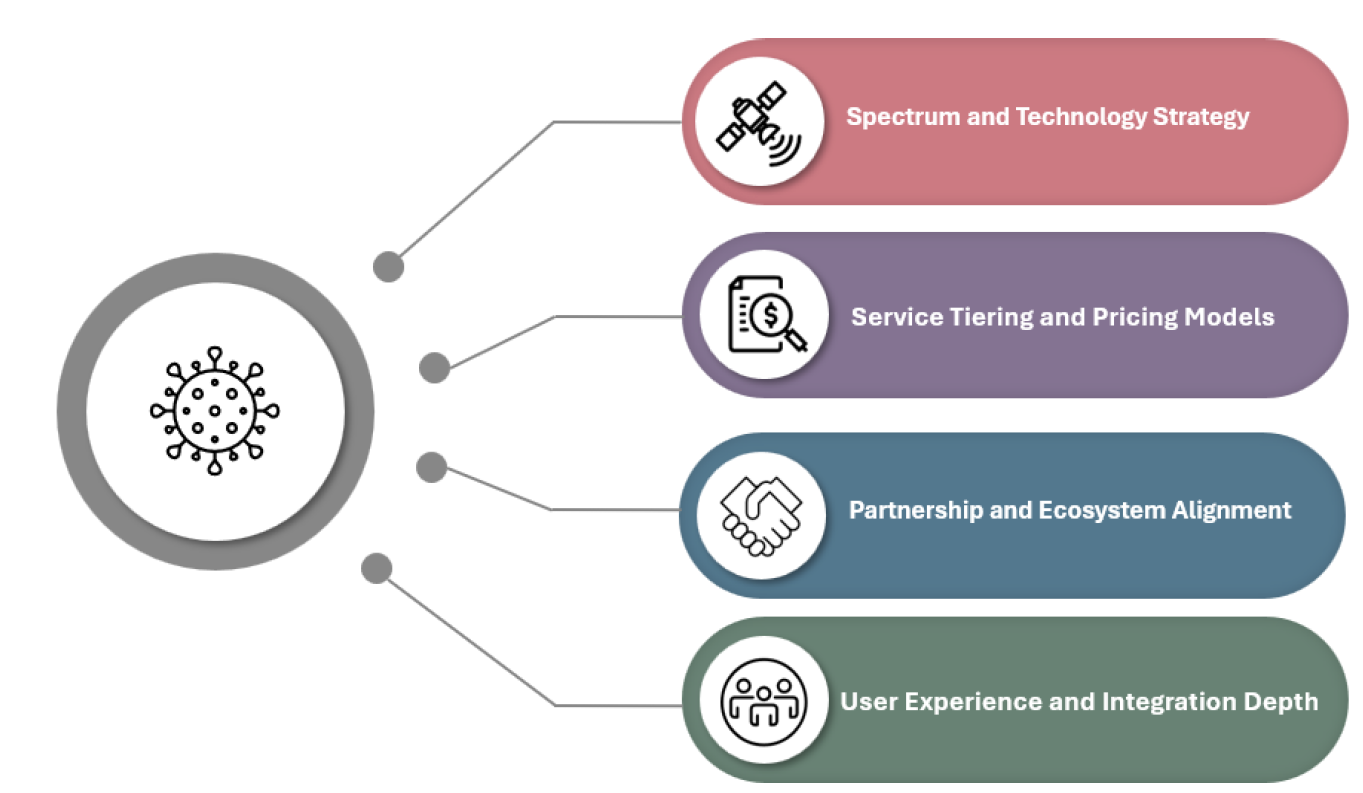 Spectrum and Technology Strategy
Service Tiering and Pricing Models
Partnership and Ecosystem Alignment
User Experience and Integration Depth